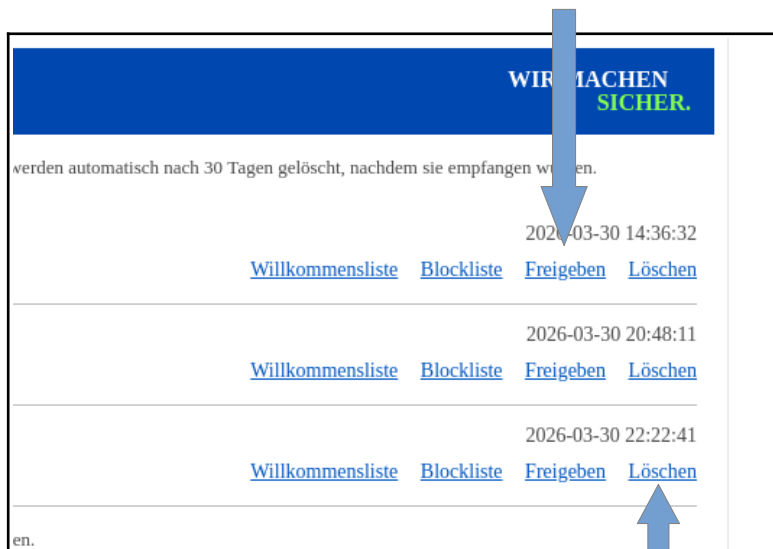 WIR MACHEN
SICHER.
werden automatisch nach 30 Tagen gelöscht, nachdem sie empfangen
2026-03-30 14:36:32
Willkommensliste Blockliste Freigeben Löschen
2026-03-30 20:48:11
Willkommensliste Blockliste Freigeben Löschen
2026-03-30 22:22:41
Willkommensliste Blockliste Freigeben Löschen
en.